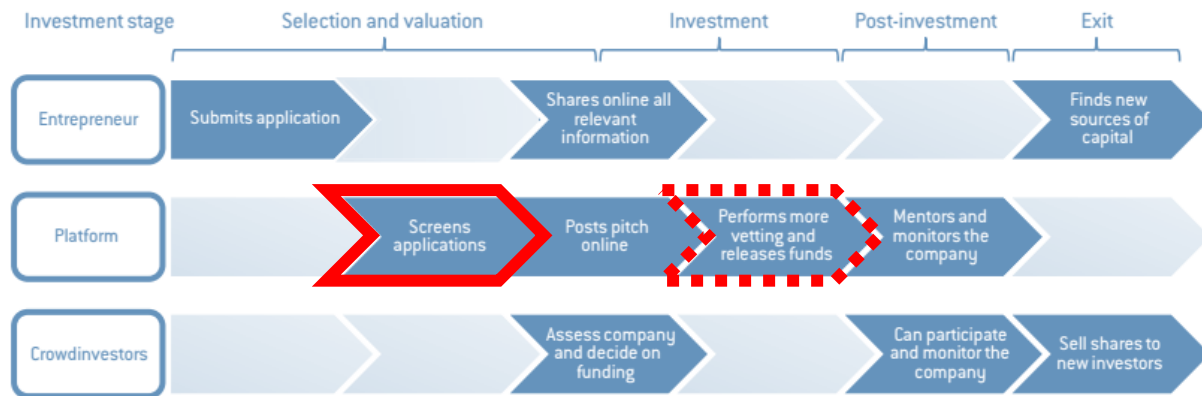 Investment stage
Selection and valuation
Investment
Post-investment
Exit
Entrepreneur
Submits application
Shares online all
relevant
information
Finds new
sources of
capital
Platform
Screens
applications
Posts pitch
online
Performs more
vetting and
releases funds
Mentors and
monitors the
company
Crowdinvestors
Assess company
and decide on
funding
Can participate
and monitor the
company
Sell shares to
new investors